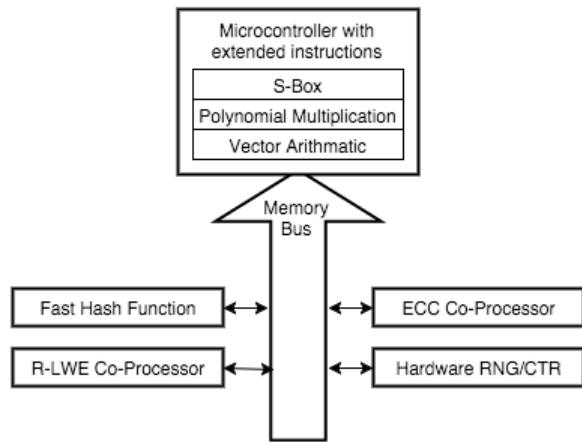 Microcontroller with
extended instructions
S-Box
Polynomial Multiplication
Vector Arithmatic
Memory
Bus
Fast Hash Function
ECC Co-Processor
R-LWE Co-Processor
Hardware RNG/CTR